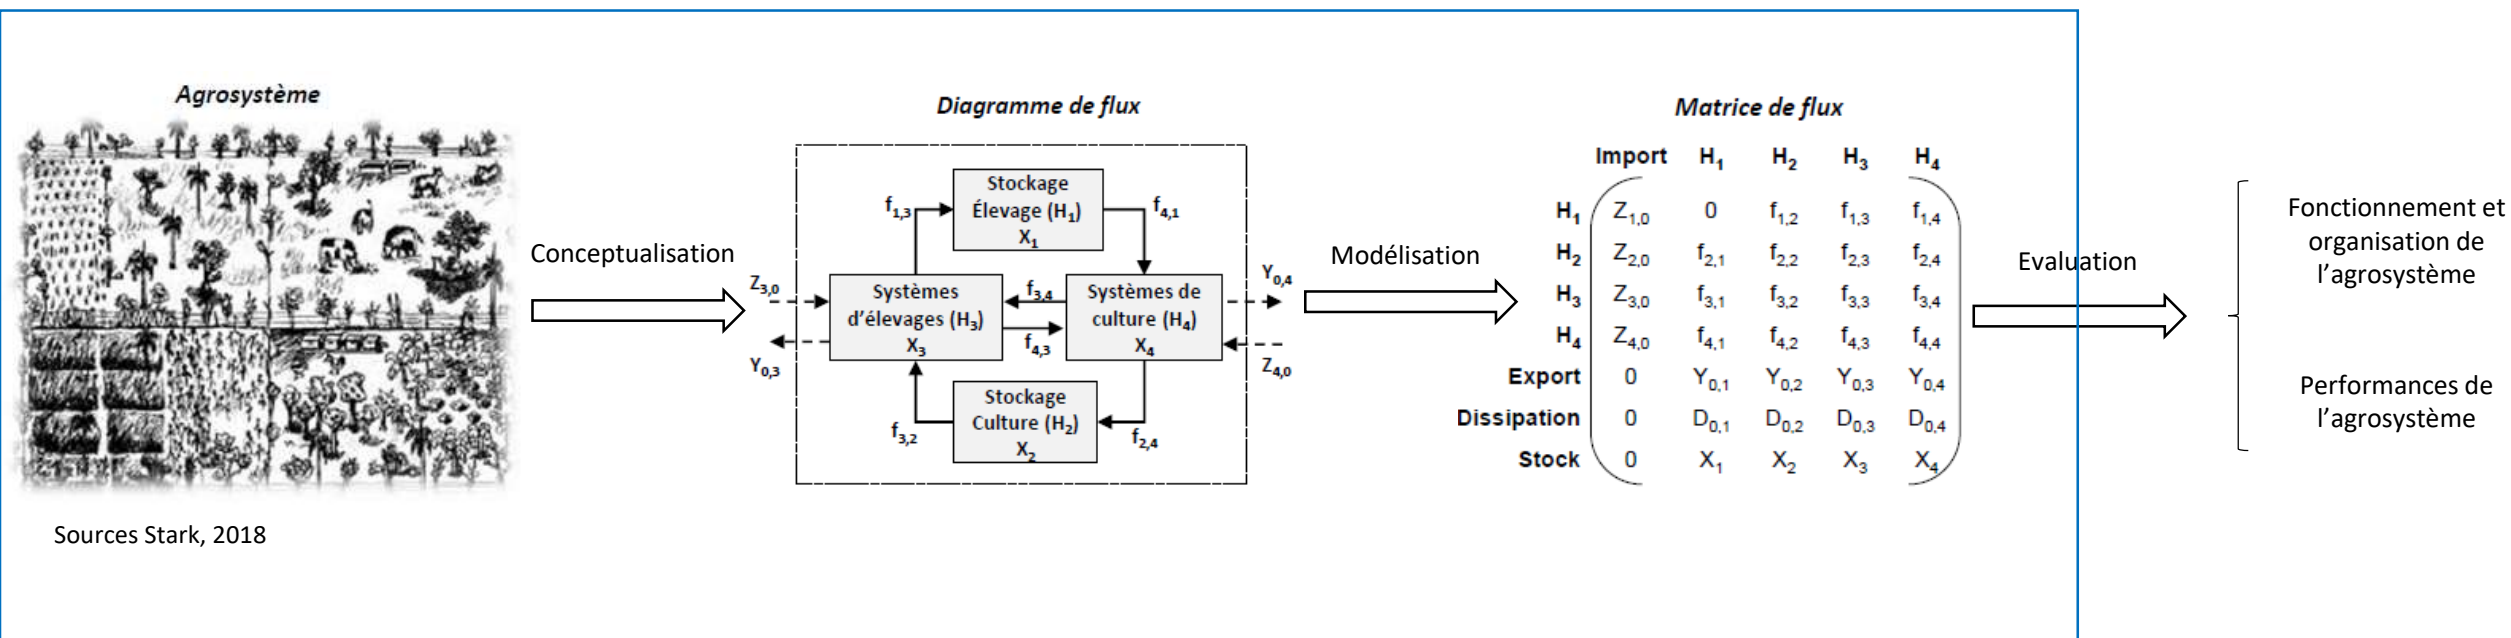 Agrosystème
Sources Stark, 2018
Conceptualisation
Diagramme de flux
Stockage
Élevage (H1)
X1
f1,3
f4,1
Z3,0
Y0,3
Systèmes
d'élevages (H3)
X3
f3,4
f4,3
Systèmes de
culture (H4)
X4
Y0,4
Z4,0
Stockage
Culture (H2)
X2
f3,2
f2,4
Modélisation
Matrice de flux
Import H1 H2 H3 H4
H1 Z1,0 0 f1,2 f1,3 f1,4
H2 Z2,0 f2,1 f2,2 f2,3 f2,4
H3 Z3,0 f3,1 f3,2 f3,3 f3,4
H4 Z4,0 f4,1 f4,2 f4,3 f4,4
Export 0 Y0,1 Y0,2 Y0,3 Y0,4
Dissipation 0 D0,1 D0,2 D0,3 D0,4
Stock 0 X1 X2 X3 X4
Evaluation
Fonctionnement et
organisation de
l'agrosystème
Performances de
l'agrosystème